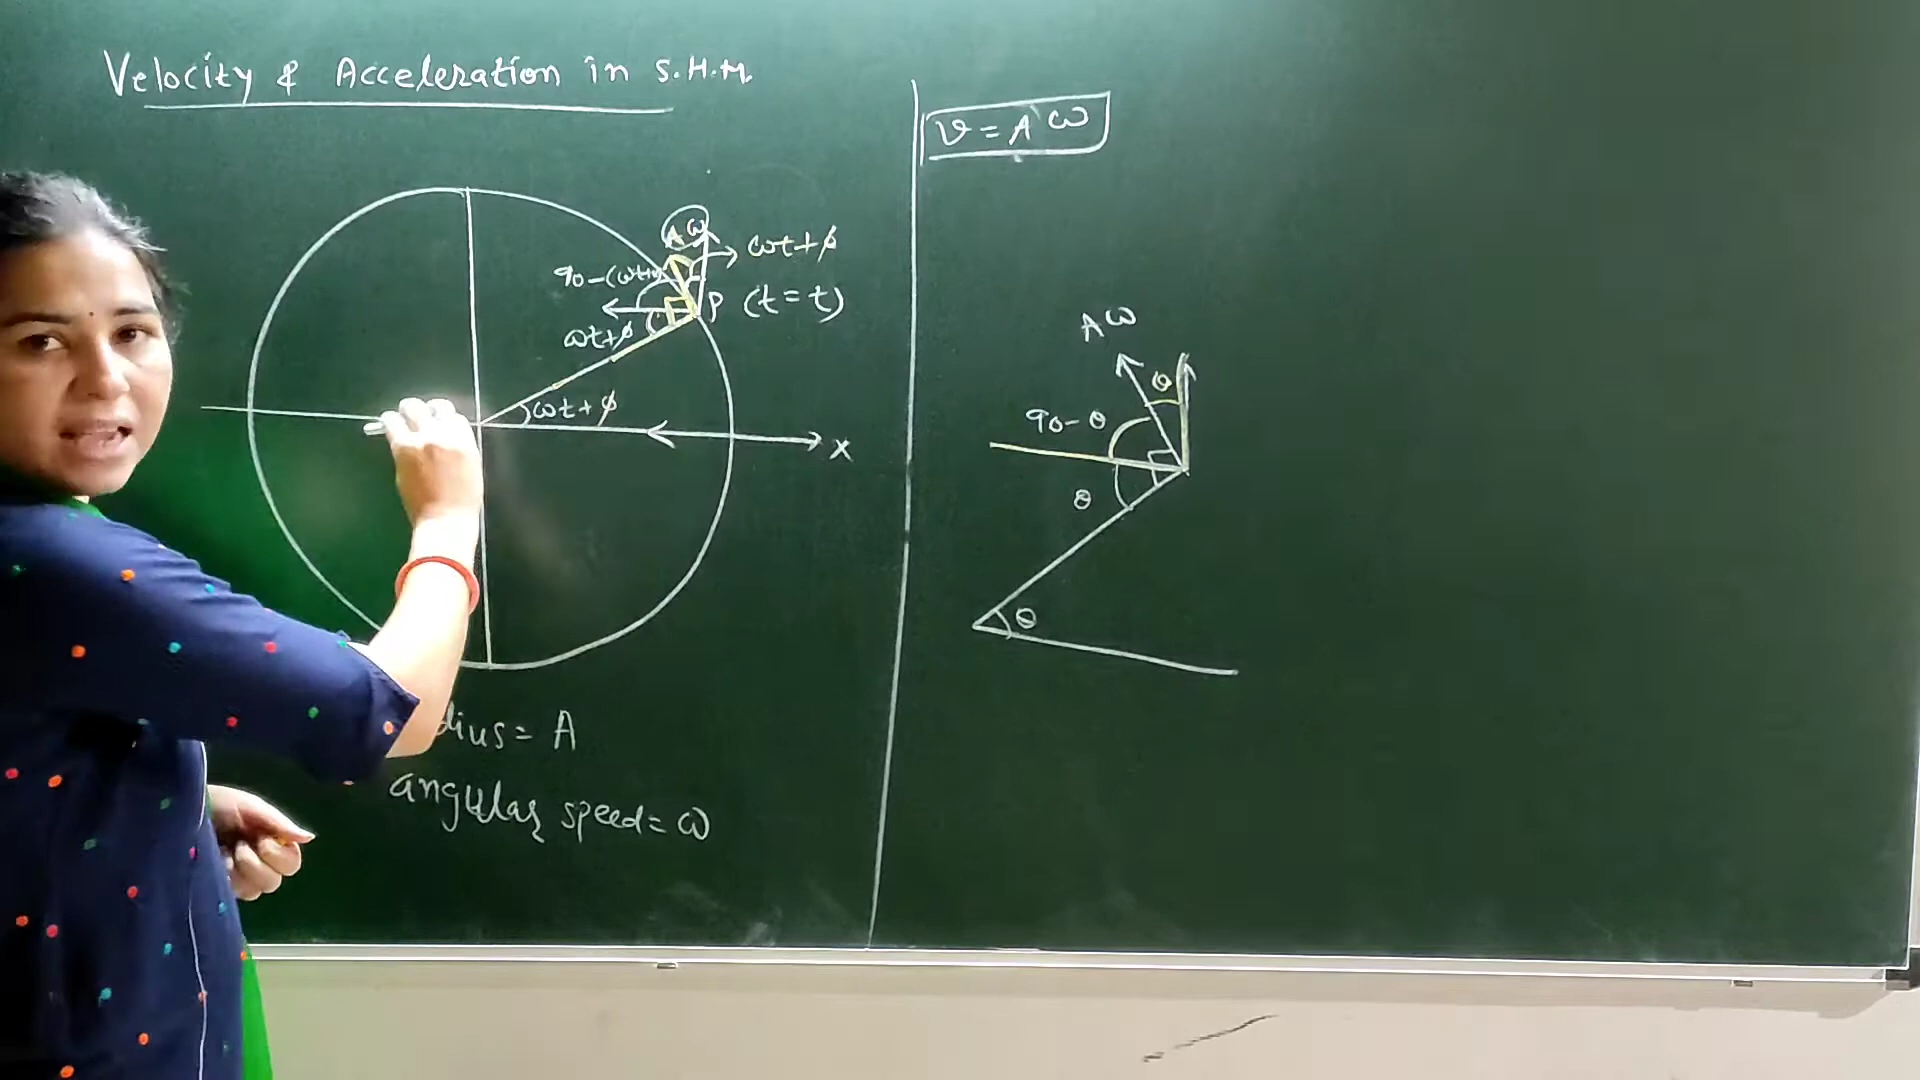 Velocity & Acceleration in S.H.M.
v = Aω
Aω
ωt+ϕ
90-(ωt+ϕ)
P (t=t)
ωt+ϕ
ωt+ϕ
x
Aω
θ
90-θ
θ
θ
dius= A
angular speed= ω